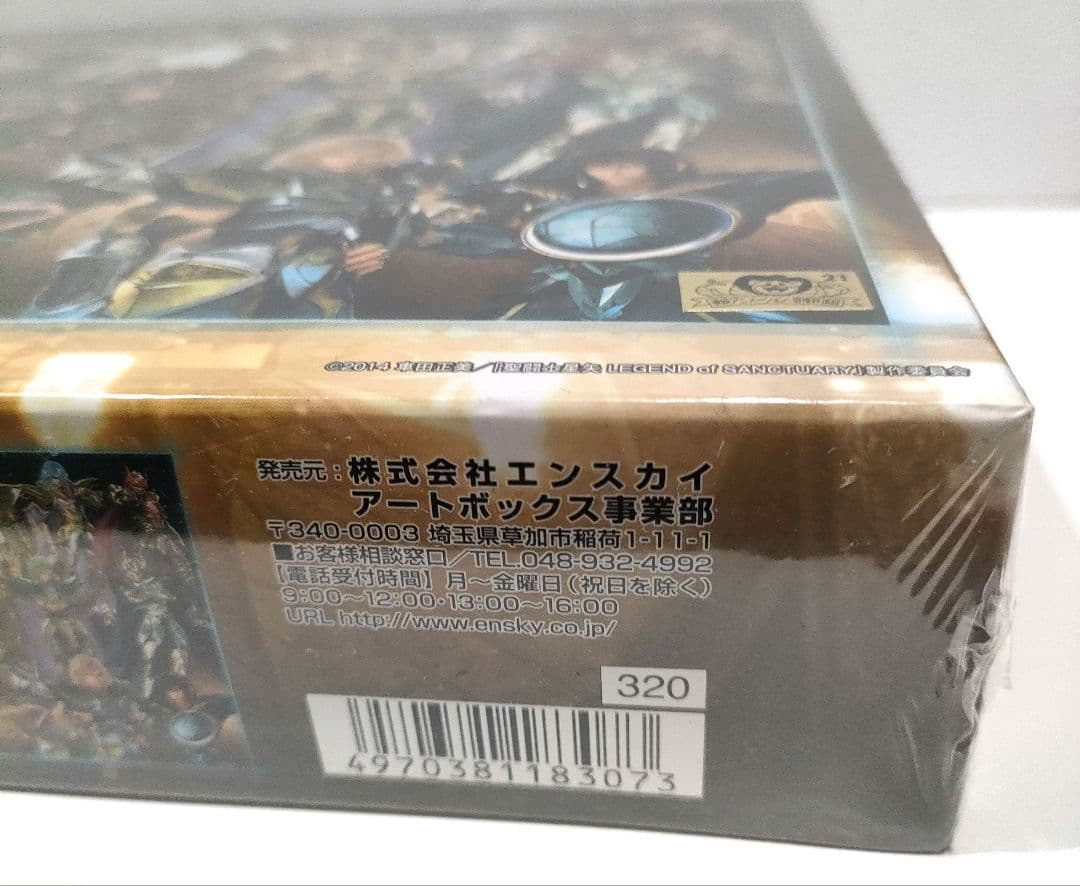 21
©2014 車田正美／「聖闘士星矢 LEGEND of SANCTUARY」製作委員会
発売元：株式会社エンスカイ
アートボックス事業部
〒340-0003 埼玉県草加市稲荷1-11-1
■お客様相談窓口／TEL.048-932-4992
【電話受付時間】月～金曜日（祝日を除く）
9:00～12:00・13:00～16:00
URL http://www.ensky.co.jp/
320
4970381183073